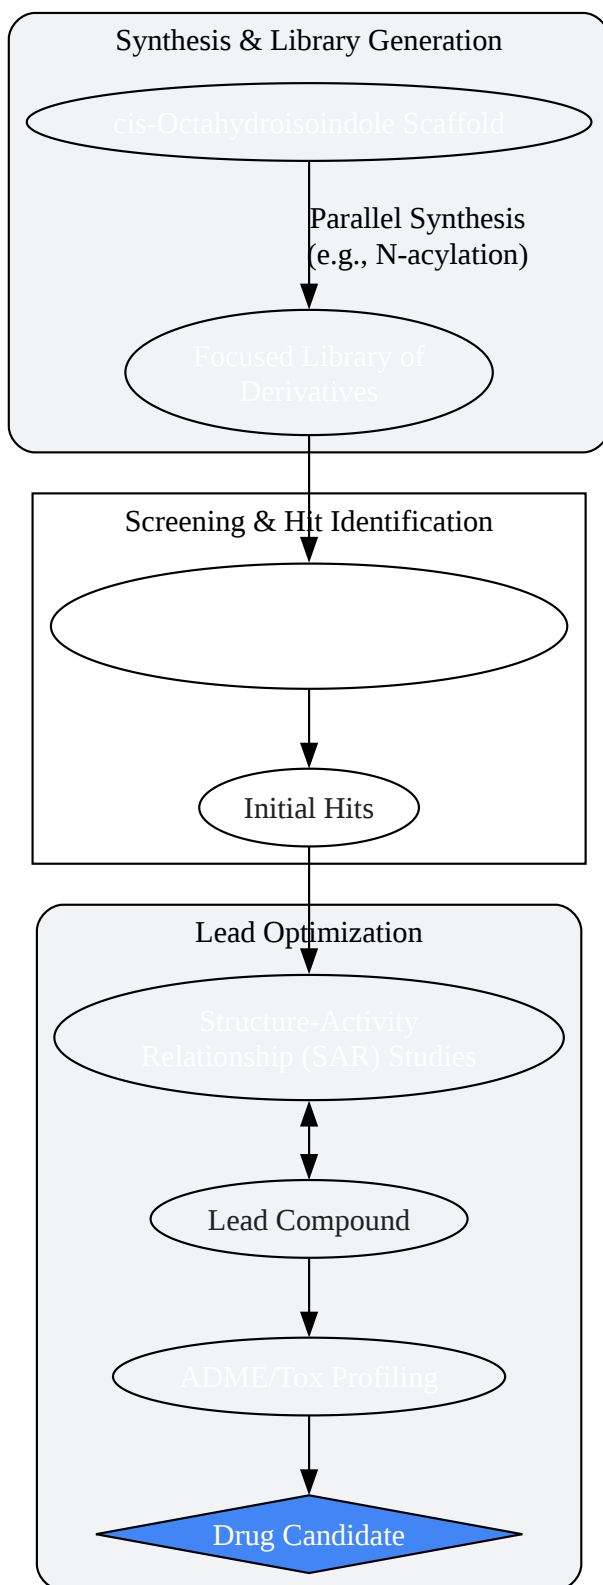 Synthesis & Library Generation
cis-Octahydroisoindole Scaffold
Parallel Synthesis
(e.g., N-acylation)
Focused Library of
Derivatives
Screening & Hit Identification
Initial Hits
Lead Optimization
Structure-Activity
Relationship (SAR) Studies
Lead Compound
ADME/Tox Profiling
Drug Candidate